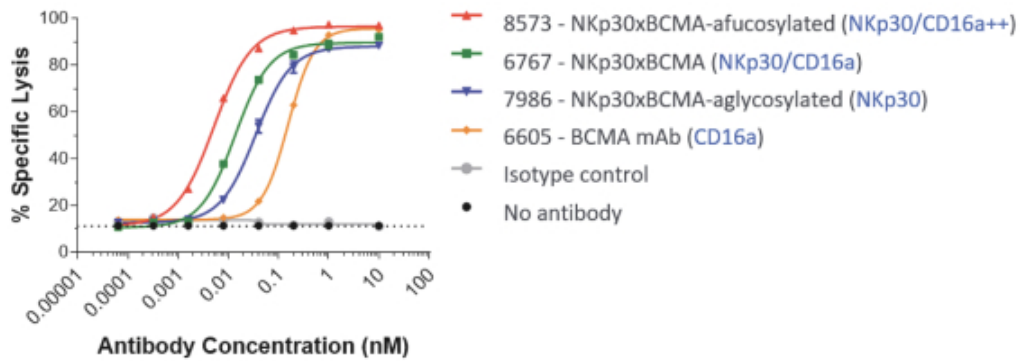 100
80
60
40
20
0
% Specific Lysis
0.00001
0.0001
0.001
0.01
0.1
1
10
100
Antibody Concentration (nM)
8573 - NKp30xBCMA-afucosylated (NKp30/CD16a++)
6767 - NKp30xBCMA (NKp30/CD16a)
7986 - NKp30xBCMA-aglycosylated (NKp30)
6605 - BCMA mAb (CD16a)
Isotype control
No antibody